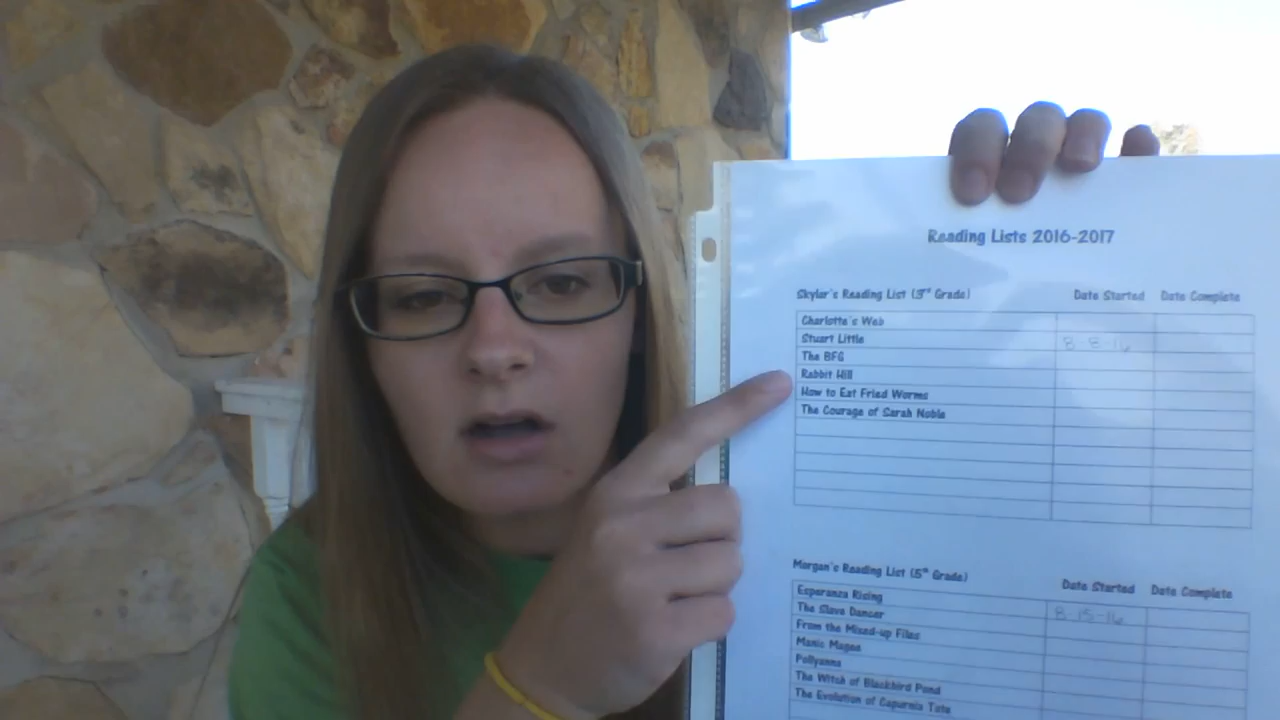 Reading Lists 2016-2017
Skylar's Reading List (3rd Grade) Date Started Date Complete
Charlotte's Web
Stuart Little 8-8-16
The BFG
Rabbit Hill
How to Eat Fried Worms
The Courage of Sarah Noble
Morgan's Reading List (5th Grade) Date Started Date Complete
Esperanza Rising
The Slave Dancer 8-15-16
From the Mixed-up Files
Manic Magee
Pollyanna
The Witch of Blackbird Pond
The Evolution of Capurnia Tate